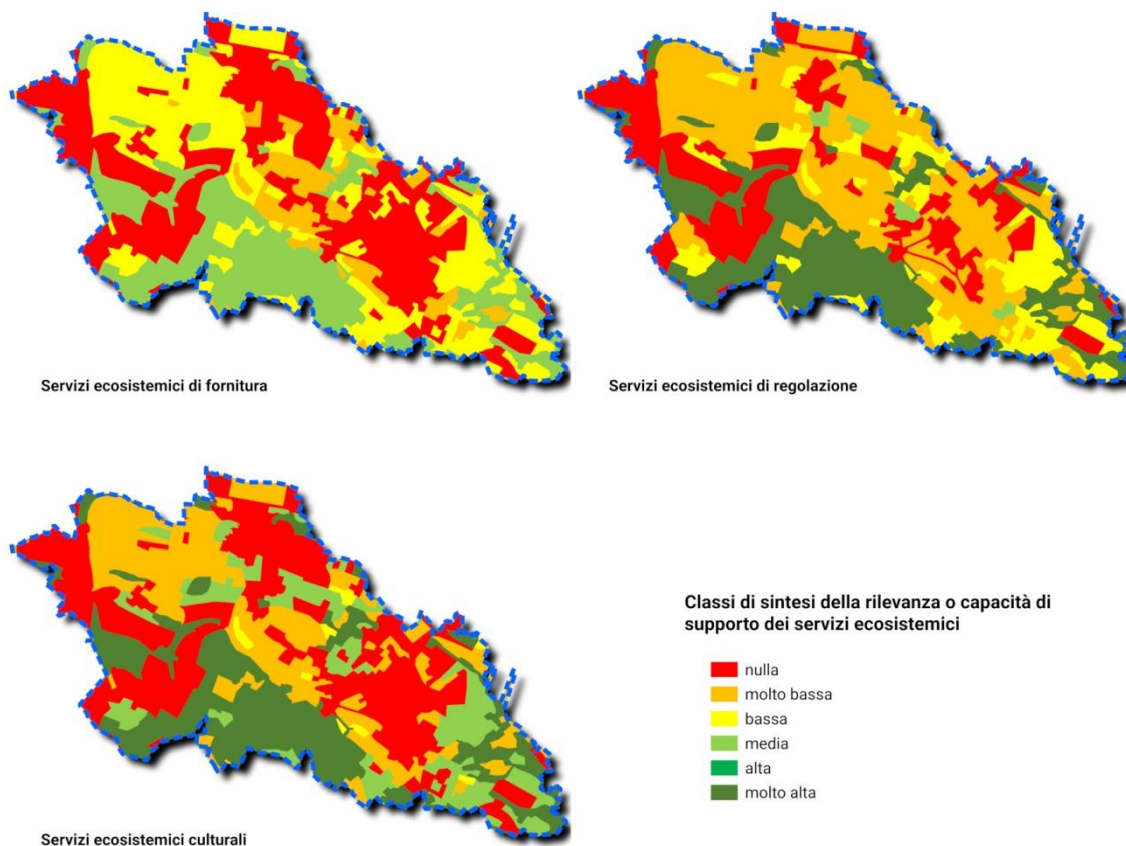 Servizi ecosistemici di fornitura
Servizi ecosistemici di regolazione
Servizi ecosistemici culturali
Classi di sintesi della rilevanza o capacità di
supporto dei servizi ecosistemici
nulla
molto bassa
bassa
media
alta
molto alta